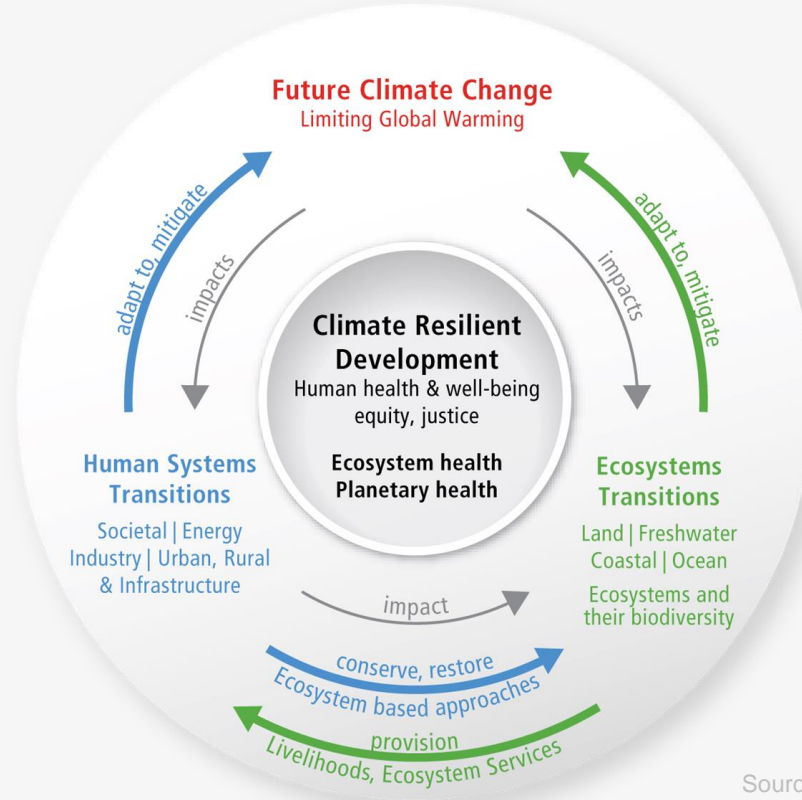 Future Climate Change
Limiting Global Warming
adapt to, mitigate
impacts
impacts
adapt to, mitigate
Climate Resilient
Development
Human health & well-being
equity, justice
Ecosystem health
Planetary health
Human Systems
Transitions
Societal | Energy
Industry | Urban, Rural
& Infrastructure
Ecosystems
Transitions
Land | Freshwater
Coastal | Ocean
Ecosystems and
their biodiversity
impact
conserve, restore
Ecosystem based approaches
provision
Livelihoods, Ecosystem Services